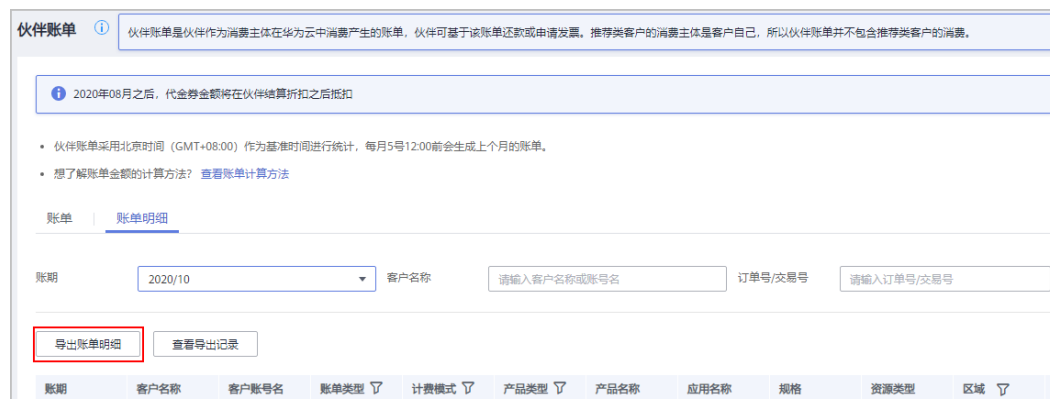 伙伴账单
伙伴账单是伙伴作为消费主体在华为云中消费产生的账单，伙伴可基于该账单还款或申请发票。推荐类客户的消费主体是客户自己，所以伙伴账单并不包含推荐类客户的消费。
2020年08月之后，代金券金额将在伙伴结算折扣之后抵扣
• 伙伴账单采用北京时间（GMT+08:00）作为基准时间进行统计，每月5号12:00前会生成上个月的账单。
• 想了解账单金额的计算方法？ 查看账单计算方法
账单 账单明细
账期 2020/10 客户名称 请输入客户名称或账号名 订单号/交易号 请输入订单号/交易号
导出账单明细 查看导出记录
账期 客户名称 客户账号名 账单类型 计费模式 产品类型 产品名称 应用名称 规格 资源类型 区域